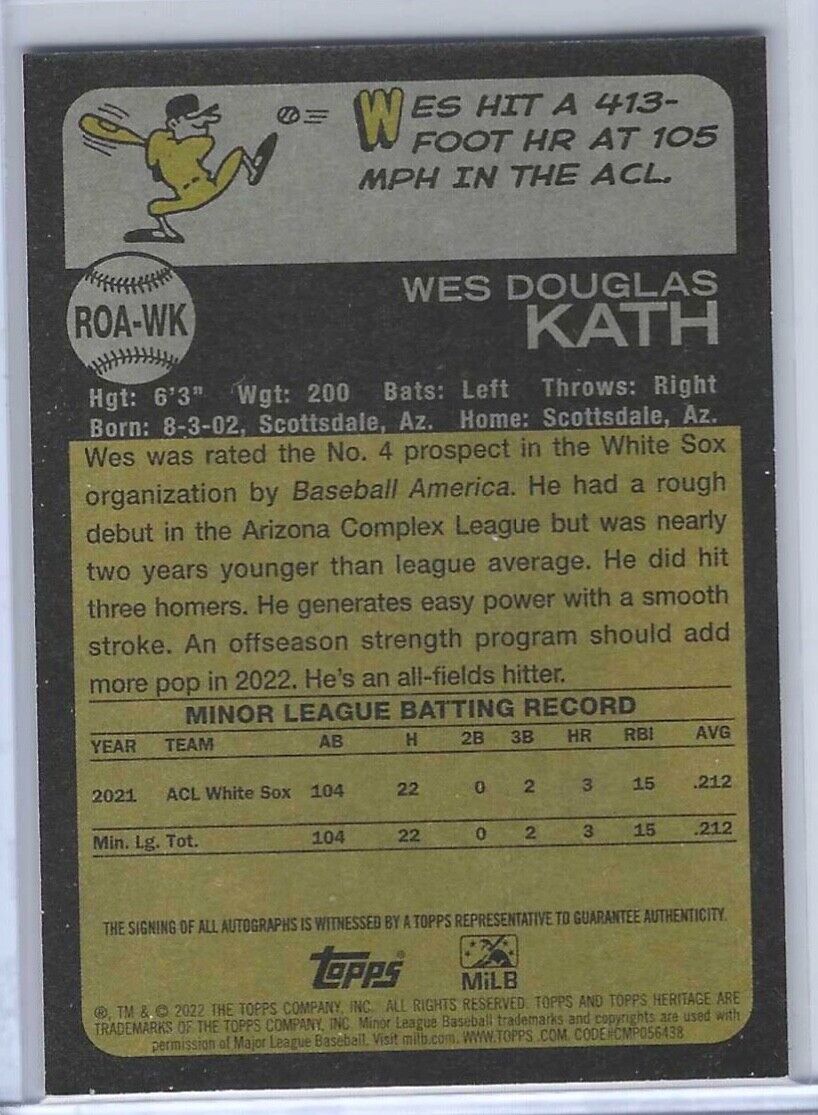 WES HIT A 413-
FOOT HR AT 105
MPH IN THE ACL.
ROA-WK
WES DOUGLAS
KATH
Hgt: 6'3" Wgt: 200 Bats: Left Throws: Right
Born: 8-3-02, Scottsdale, Az. Home: Scottsdale, Az.
Wes was rated the No. 4 prospect in the White Sox
organization by Baseball America. He had a rough
debut in the Arizona Complex League but was nearly
two years younger than league average. He did hit
three homers. He generates easy power with a smooth
stroke. An offseason strength program should add
more pop in 2022. He's an all-fields hitter.
MINOR LEAGUE BATTING RECORD
YEAR TEAM AB H 2B 3B HR RBI AVG
2021 ACL White Sox 104 22 0 2 3 15 .212
Min. Lg. Tot. 104 22 0 2 3 15 .212
THE SIGNING OF ALL AUTOGRAPHS IS WITNESSED BY A TOPPS REPRESENTATIVE TO GUARANTEE AUTHENTICITY.
topps®
MiLB
®, TM & © 2022 THE TOPPS COMPANY, INC. ALL RIGHTS RESERVED. TOPPS AND TOPPS HERITAGE ARE
TRADEMARKS OF THE TOPPS COMPANY, INC. Minor League Baseball trademarks and copyrights are used with
permission of Major League Baseball. Visit milb.com. WWW.TOPPS.COM. CODE#CMP056438